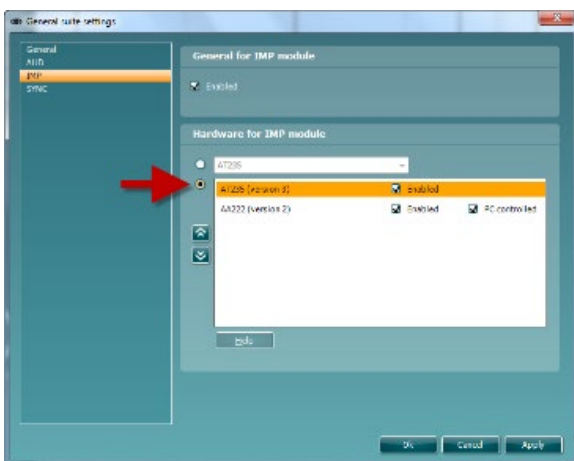 General suite settings
General
AUD
IMP
SYNC
General for IMP module
Enabled
Hardware for IMP module
AT235
AT235 (version 3) Enabled
AA222 (version 2) Enabled PC controlled
Help
Ok Cancel Apply